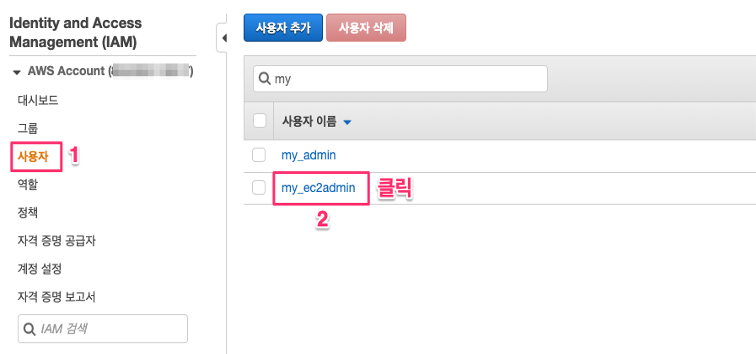 Identity and Access
Management (IAM)
AWS Account (
대시보드
그룹
사용자 1
역할
정책
자격 증명 공급자
계정 설정
자격 증명 보고서
IAM 검색
사용자 추가 사용자 삭제
my
사용자 이름
my_admin
my_ec2admin 클릭
2